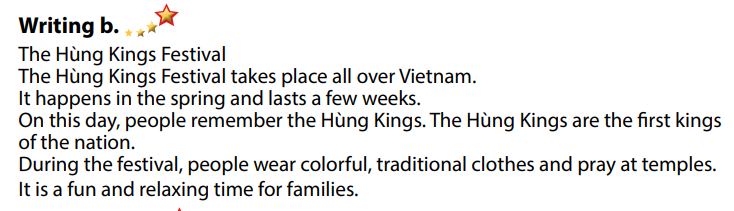 Writing b.
The Hùng Kings Festival
The Hùng Kings Festival takes place all over Vietnam.
It happens in the spring and lasts a few weeks.
On this day, people remember the Hùng Kings. The Hùng Kings are the first kings
of the nation.
During the festival, people wear colorful, traditional clothes and pray at temples.
It is a fun and relaxing time for families.